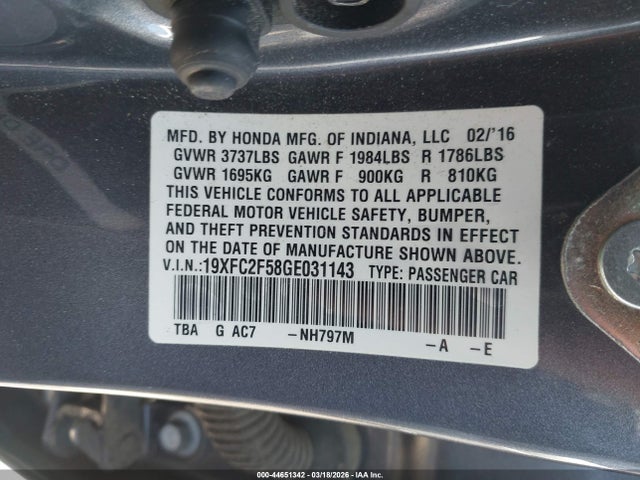 MFD. BY HONDA MFG. OF INDIANA, LLC 02/'16
GVWR 3737LBS GAWR F 1984LBS R 1786LBS
GVWR 1695KG GAWR F 900KG R 810KG
THIS VEHICLE CONFORMS TO ALL APPLICABLE
FEDERAL MOTOR VEHICLE SAFETY, BUMPER,
AND THEFT PREVENTION STANDARDS IN EFFECT
ON THE DATE OF MANUFACTURE SHOWN ABOVE.
V.I.N.:19XFC2F58GE031143 TYPE: PASSENGER CAR
TBA G AC7 –NH797M –A –E
000-44651342 | 03/18/2026 - IAA Inc.